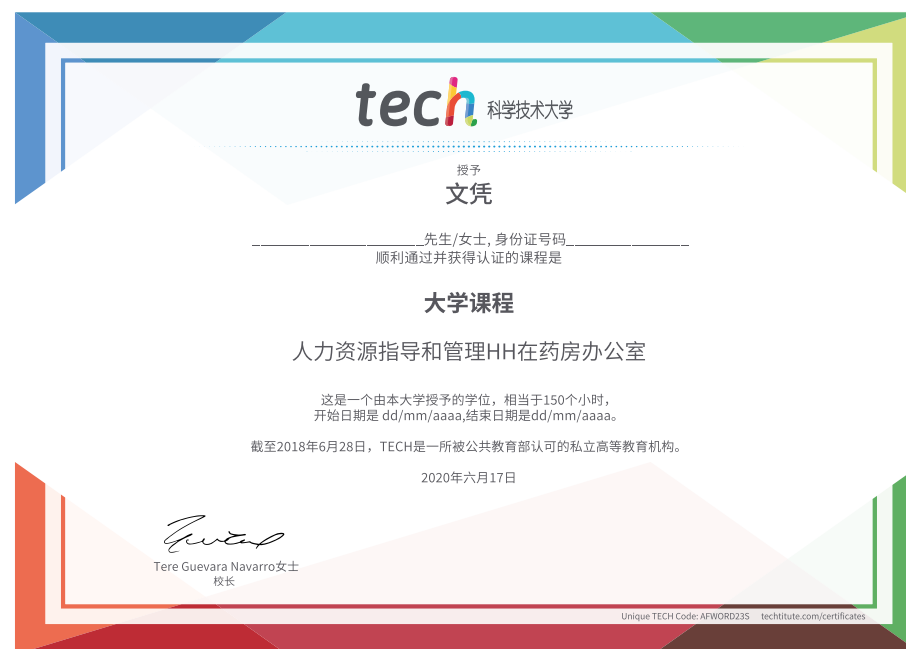 tech 科学技术大学
授予
文凭
_____________________先生/女士, 身份证号码_______________
顺利通过并获得认证的课程是
大学课程
人力资源指导和管理HH在药房办公室
这是一个由本大学授予的学位，相当于150个小时，
开始日期是 dd/mm/aaaa,结束日期是dd/mm/aaaa。
截至2018年6月28日，TECH是一所被公共教育部认可的私立高等教育机构。
2020年六月17日
Tere Guevara Navarro女士
校长
Unique TECH Code: AFWORD23S techtitute.com/certificates